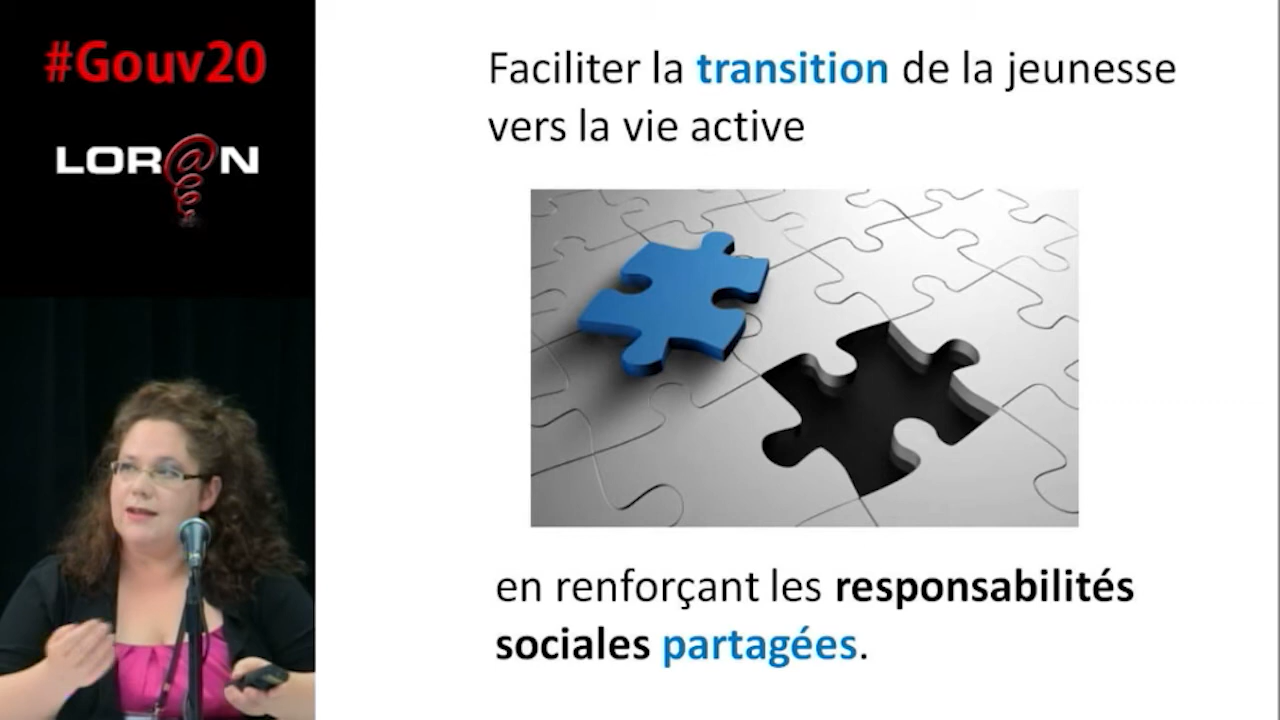 #Gouv20
LOR@N
Faciliter la transition de la jeunesse
vers la vie active
en renforçant les responsabilités
sociales partagées.